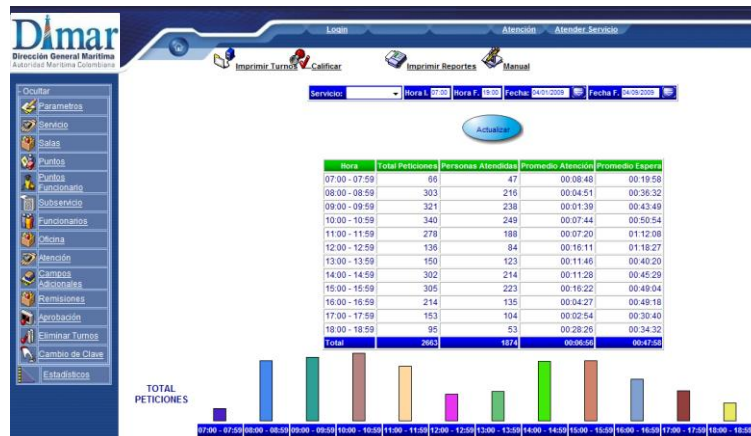 Dimar
Dirección General Marítima
Autoridad Marítima Colombiana
Login
Atención
Atender Servicio
Imprimir Turnos
Calificar
Imprimir Reportes
Manual
Servicio: Hora I. 07:00 Hora F. 19:00 Fecha: 04/01/2009 Fecha F. 04/09/2009
Actualizar
- Ocultar
Parametros
Servicio
Salas
Puntos
Puntos
Funcionario
Subservicio
Funcionarios
Oficina
Atención
Campos
Adicionales
Remisiones
Aprobación
Eliminar Turnos
Cambio de Clave
Estadísticos
Hora Total Peticiones Personas Atendidas Promedio Atención Promedio Espera
07:00 - 07:59 66 47 00:08:48 00:19:58
08:00 - 08:59 303 216 00:04:51 00:36:32
09:00 - 09:59 321 238 00:01:39 00:43:49
10:00 - 10:59 340 249 00:07:44 00:50:54
11:00 - 11:59 278 188 00:07:20 01:12:08
12:00 - 12:59 136 84 00:16:11 01:18:27
13:00 - 13:59 150 123 00:11:46 00:40:20
14:00 - 14:59 302 214 00:11:28 00:45:29
15:00 - 15:59 305 223 00:16:22 00:49:04
16:00 - 16:59 214 135 00:04:27 00:49:18
17:00 - 17:59 153 104 00:02:54 00:30:40
18:00 - 18:59 95 53 00:28:26 00:34:32
Total 2663 1874 00:06:56 00:47:58
TOTAL
PETICIONES
07:00 - 07:59 08:00 - 08:59 09:00 - 09:59 10:00 - 10:59 11:00 - 11:59 12:00 - 12:59 13:00 - 13:59 14:00 - 14:59 15:00 - 15:59 16:00 - 16:59 17:00 - 17:59 18:00 - 18:59